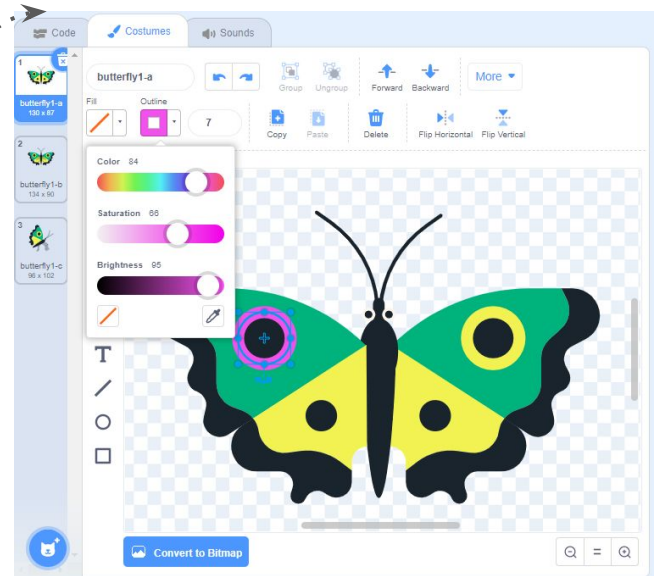 Code
Costumes
Sounds
1
butterfly1-a
130 x 87
2
butterfly1-b
134 x 90
3
butterfly1-c
96 x 102
butterfly1-a
Group
Ungroup
Forward
Backward
More
Fill
Outline
7
Copy
Paste
Delete
Flip Horizontal
Flip Vertical
Color 84
Saturation 66
Brightness 95
T
Convert to Bitmap